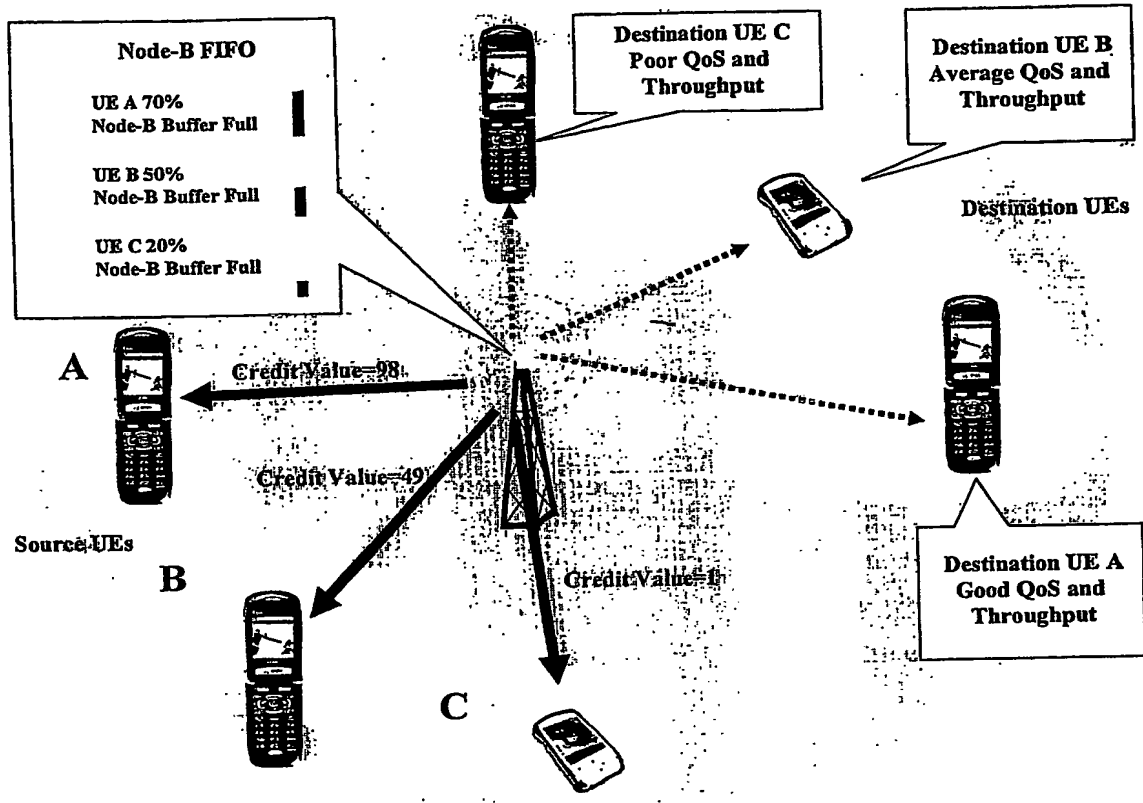 Node-B FIFO
UE A 70%
Node-B Buffer Full
UE B 50%
Node-B Buffer Full
UE C 20%
Node-B Buffer Full
Destination UE C
Poor QoS and
Throughput
Destination UE B
Average QoS and
Throughput
Destination UEs
A
Credit Value=98
Credit Value=49
Source UEs
B
Credit Value=1
Destination UE A
Good QoS and
Throughput
C